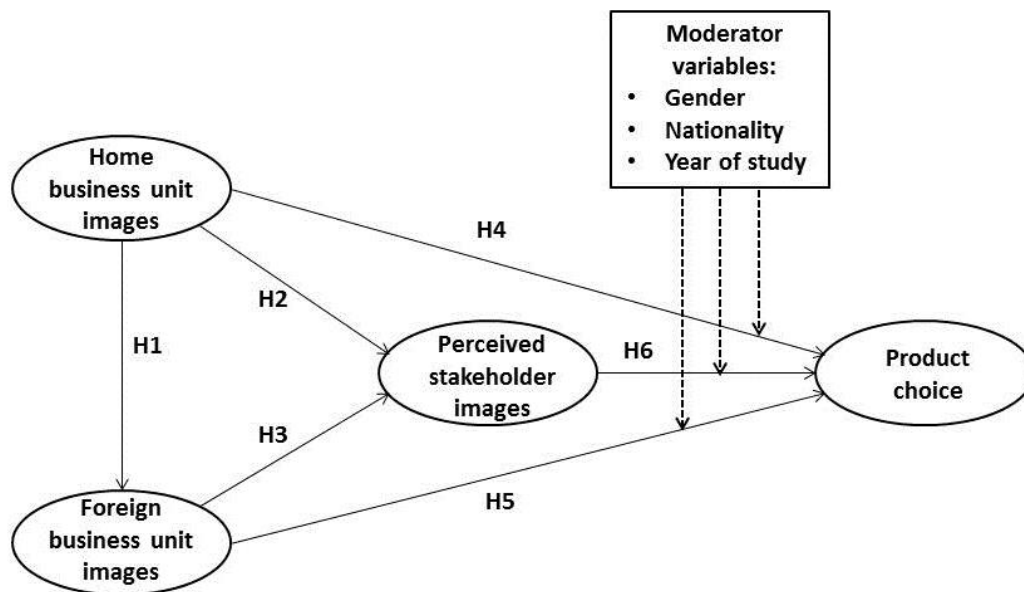 Moderator
variables:
• Gender
• Nationality
• Year of study
Home
business unit
images
H4
H2
H1
Perceived
stakeholder
images
H6
Product
choice
H3
Foreign
business unit
images
H5